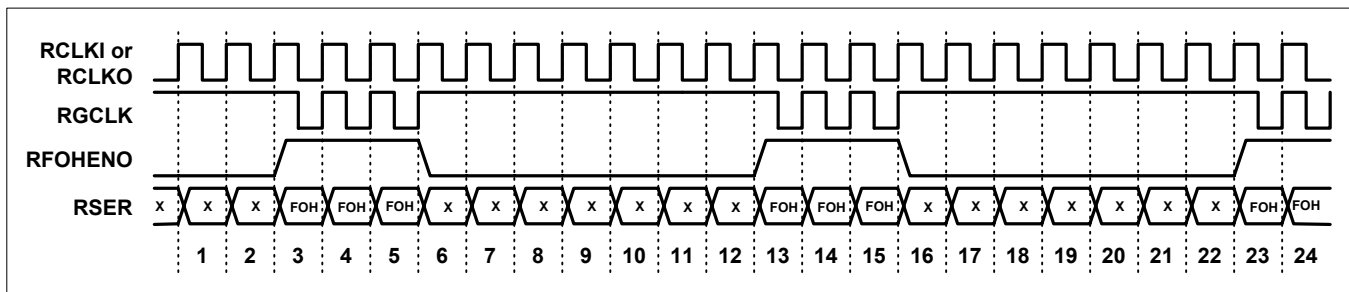 RCLKI or
RCLKO
RGCLK
RFOHENO
RSER X X X FOH FOH FOH X X X X X X X FOH FOH FOH X X X X X X X FOH FOH
1 2 3 4 5 6 7 8 9 10 11 12 13 14 15 16 17 18 19 20 21 22 23 24